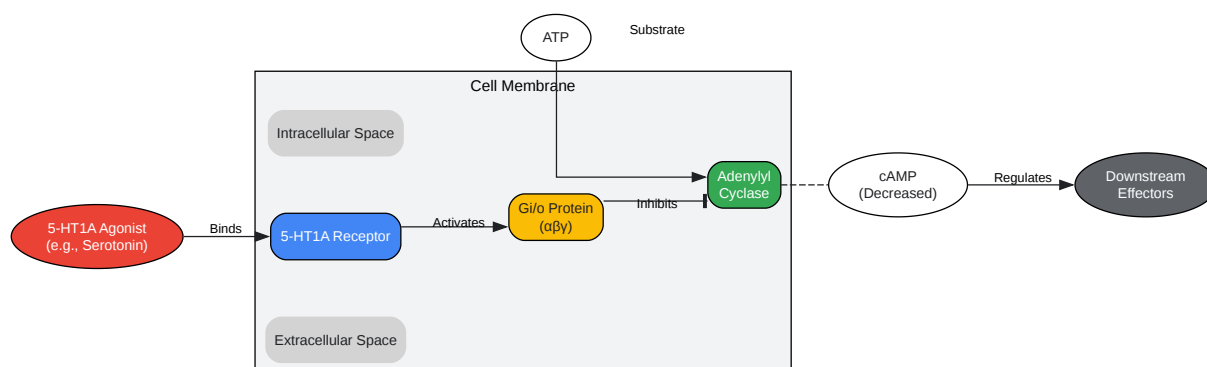 ATP
Substrate
Cell Membrane
Intracellular Space
Adenylyl
Cyclase
cAMP
(Decreased)
Regulates
Downstream
Effectors
5-HT1A Agonist
(e.g., Serotonin)
Binds
5-HT1A Receptor
Activates
Gi/o Protein
(αβγ)
Inhibits
Extracellular Space